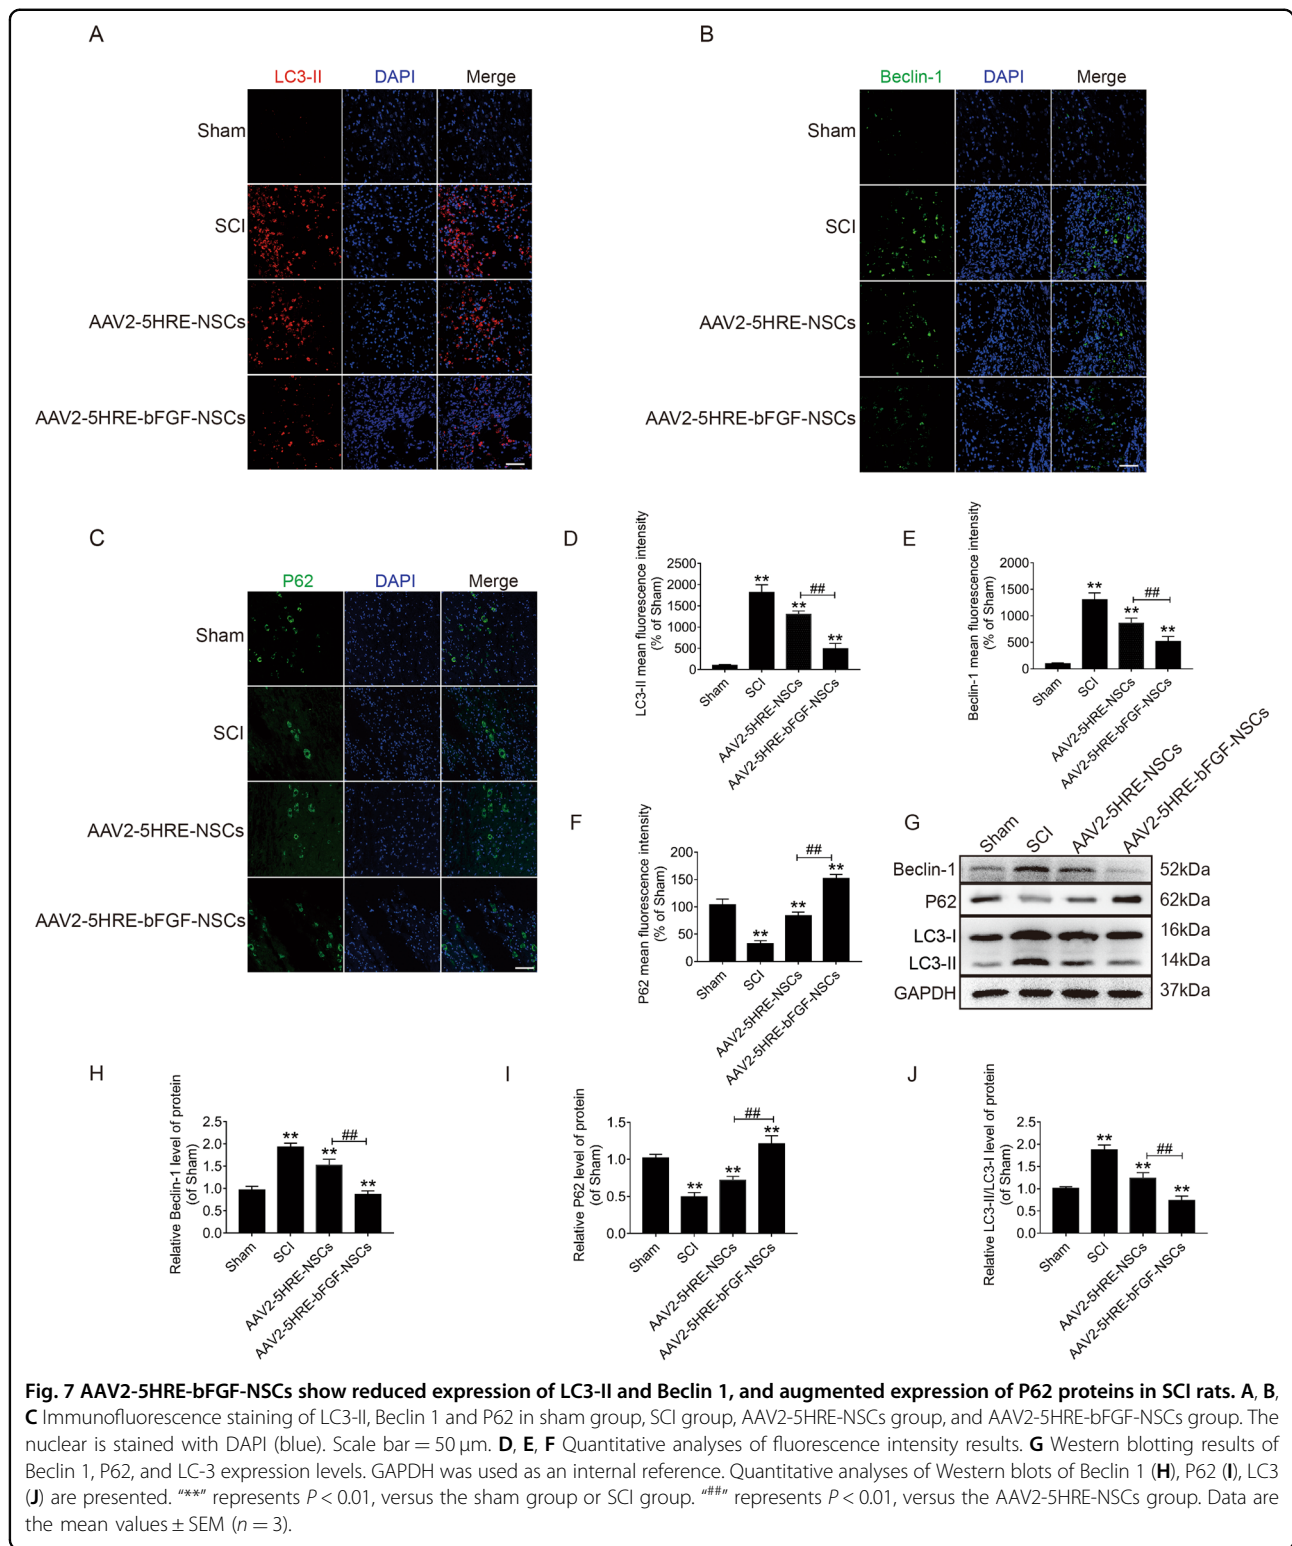 A
LC3-II DAPI Merge
Sham
SCI
AAV2-5HRE-NSCs
AAV2-5HRE-bFGF-NSCs
B
Beclin-1 DAPI Merge
Sham
SCI
AAV2-5HRE-NSCs
AAV2-5HRE-bFGF-NSCs
C
P62 DAPI Merge
Sham
SCI
AAV2-5HRE-NSCs
AAV2-5HRE-bFGF-NSCs
D
LC3-II mean fluorescence intensity
(% of Sham)
2500
2000
1500
1000
500
0
** ** ## **
Sham
SCI
AAV2-5HRE-NSCs
AAV2-5HRE-bFGF-NSCs
E
Beclin-1 mean fluorescence intensity
(% of Sham)
2000
1500
1000
500
0
** ** ## **
Sham
SCI
AAV2-5HRE-NSCs
AAV2-5HRE-bFGF-NSCs
F
P62 mean fluorescence intensity
(% of Sham)
200
150
100
50
0
** ** ## **
Sham
SCI
AAV2-5HRE-NSCs
AAV2-5HRE-bFGF-NSCs
G
Sham
SCI
AAV2-5HRE-NSCs
AAV2-5HRE-bFGF-NSCs
Beclin-1 52kDa
P62 62kDa
LC3-I 16kDa
LC3-II 14kDa
GAPDH 37kDa
H
Relative Beclin-1 level of protein
(of Sham)
2.5
2.0
1.5
1.0
0.5
0.0
** ** ## **
Sham
SCI
AAV2-5HRE-NSCs
AAV2-5HRE-bFGF-NSCs
I
Relative P62 level of protein
(of Sham)
1.5
1.0
0.5
0.0
** ** ## **
Sham
SCI
AAV2-5HRE-NSCs
AAV2-5HRE-bFGF-NSCs
J
Relative LC3-II/LC3-I level of protein
(of Sham)
2.5
2.0
1.5
1.0
0.5
0.0
** ** ## **
Sham
SCI
AAV2-5HRE-NSCs
AAV2-5HRE-bFGF-NSCs
Fig. 7 AAV2-5HRE-bFGF-NSCs show reduced expression of LC3-II and Beclin 1, and augmented expression of P62 proteins in SCI rats. A, B,
C Immunofluorescence staining of LC3-II, Beclin 1 and P62 in sham group, SCI group, AAV2-5HRE-NSCs group, and AAV2-5HRE-bFGF-NSCs group. The
nuclear is stained with DAPI (blue). Scale bar = 50 μm. D, E, F Quantitative analyses of fluorescence intensity results. G Western blotting results of
Beclin 1, P62, and LC-3 expression levels. GAPDH was used as an internal reference. Quantitative analyses of Western blots of Beclin 1 (H), P62 (I), LC3
(J) are presented. "**" represents P < 0.01, versus the sham group or SCI group. "##" represents P < 0.01, versus the AAV2-5HRE-NSCs group. Data are
the mean values ± SEM (n = 3).